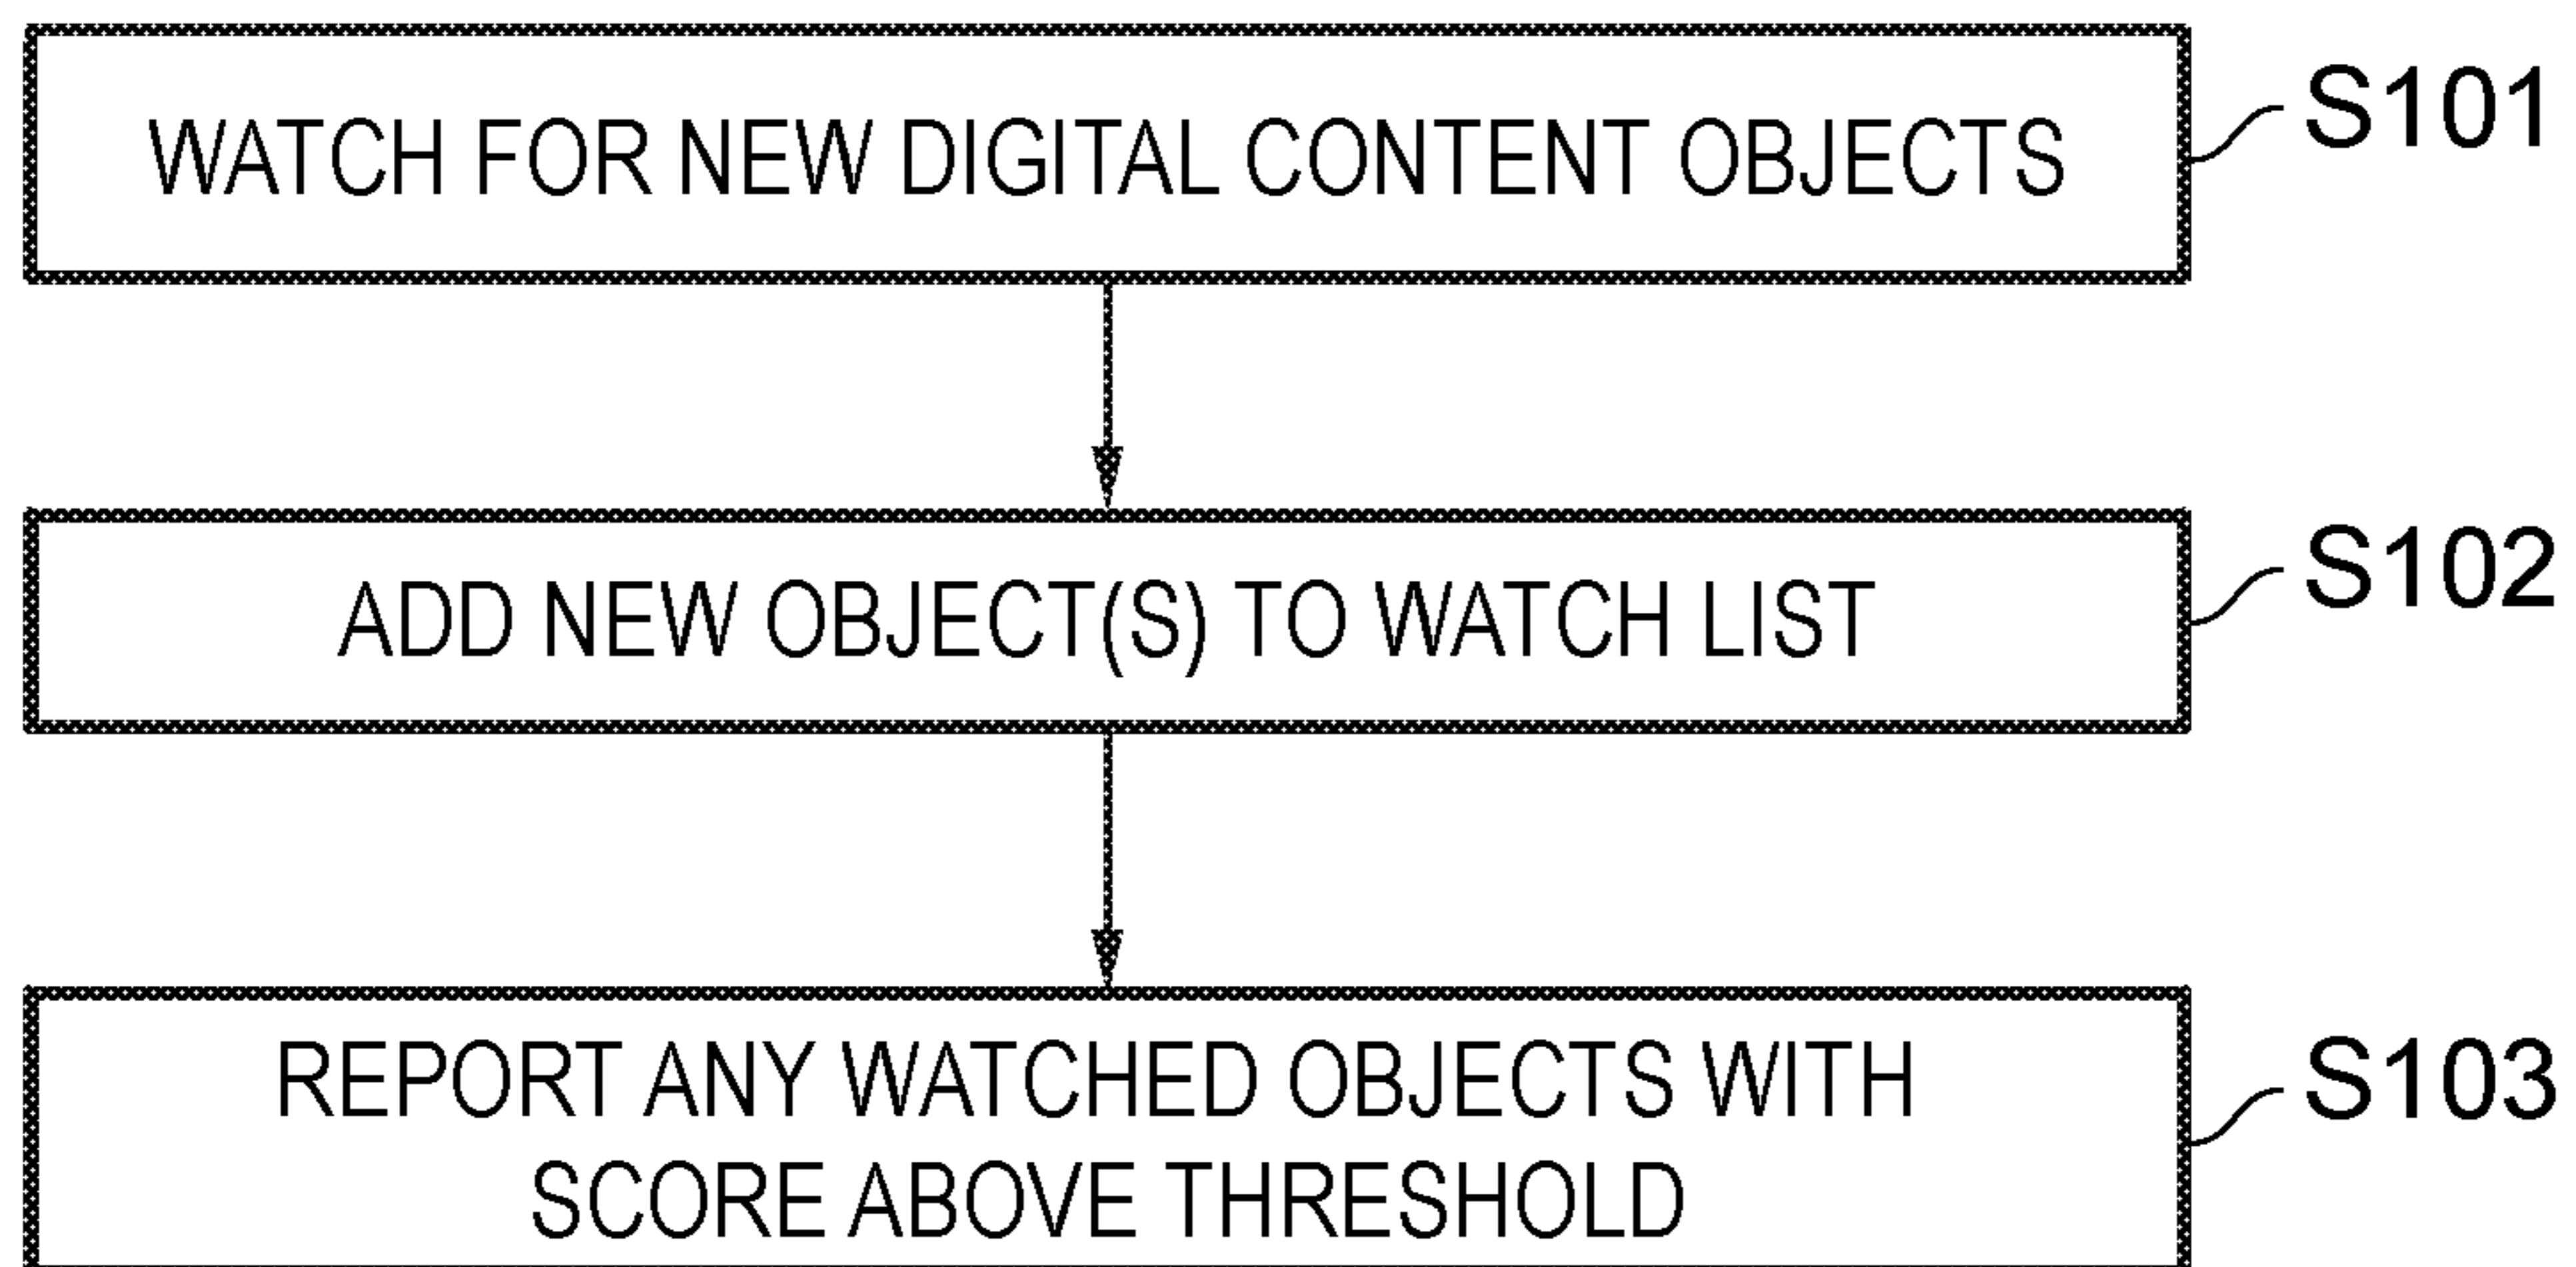 WATCH FOR NEW DIGITAL CONTENT OBJECTS
S101
ADD NEW OBJECT(S) TO WATCH LIST
S102
REPORT ANY WATCHED OBJECTS WITH
SCORE ABOVE THRESHOLD
S103